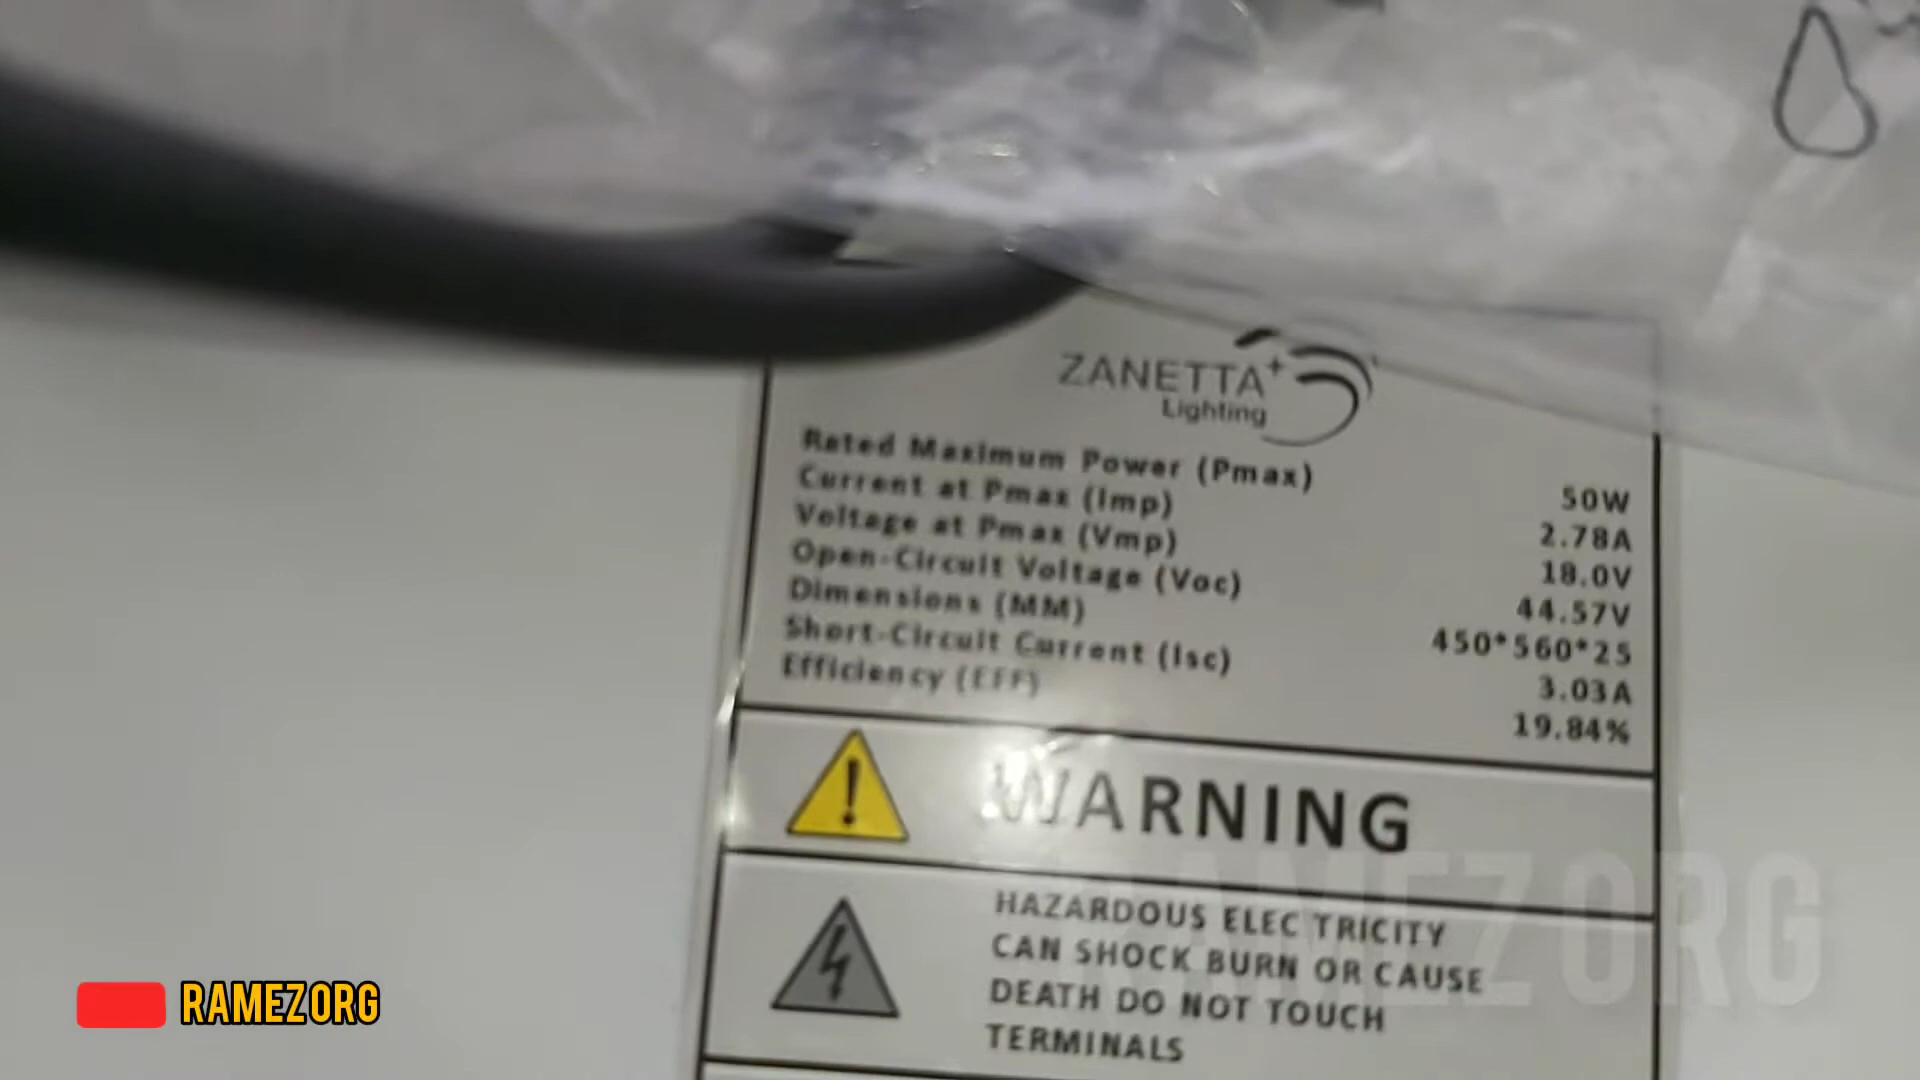 ZANETTA+
Lighting
Rated Maximum Power (Pmax) 50W
Current at Pmax (Imp) 2.78A
Voltage at Pmax (Vmp) 18.0V
Open-Circuit Voltage (Voc) 44.57V
Dimensions (MM) 450*560*25
Short-Circuit Current (Isc) 3.03A
Efficiency (EFF) 19.84%
WARNING
HAZARDOUS ELEC TRICITY
CAN SHOCK BURN OR CAUSE
DEATH DO NOT TOUCH
TERMINALS
RAMEZORG
RAMEZORG